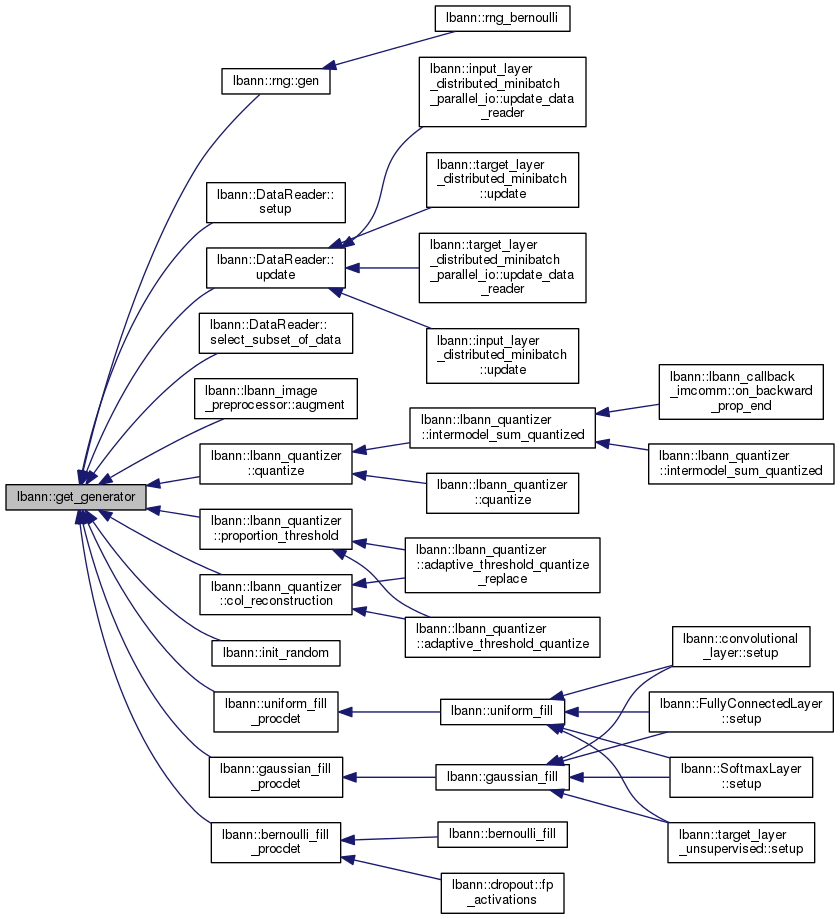 lbann::rng_bernoulli
lbann::rng::gen
lbann::input_layer
_distributed_minibatch
_parallel_io::update_data
_reader
lbann::target_layer
_distributed_minibatch
::update
lbann::DataReader::
setup
lbann::DataReader::
update
lbann::target_layer
_distributed_minibatch
_parallel_io::update_data
_reader
lbann::DataReader::
select_subset_of_data
lbann::input_layer
_distributed_minibatch
::update
lbann::lbann_image
_preprocessor::augment
lbann::lbann_callback
_imcomm::on_backward
_prop_end
lbann::lbann_quantizer
::intermodel_sum_quantized
lbann::lbann_quantizer
::quantize
lbann::lbann_quantizer
::intermodel_sum_quantized
lbann::get_generator
lbann::lbann_quantizer
::quantize
lbann::lbann_quantizer
::proportion_threshold
lbann::lbann_quantizer
::adaptive_threshold_quantize
_replace
lbann::lbann_quantizer
::col_reconstruction
lbann::lbann_quantizer
::adaptive_threshold_quantize
lbann::init_random
lbann::convolutional
_layer::setup
lbann::uniform_fill
_procdet
lbann::uniform_fill
lbann::FullyConnectedLayer
::setup
lbann::gaussian_fill
_procdet
lbann::gaussian_fill
lbann::SoftmaxLayer
::setup
lbann::bernoulli_fill
_procdet
lbann::bernoulli_fill
lbann::target_layer
_unsupervised::setup
lbann::dropout::fp
_activations